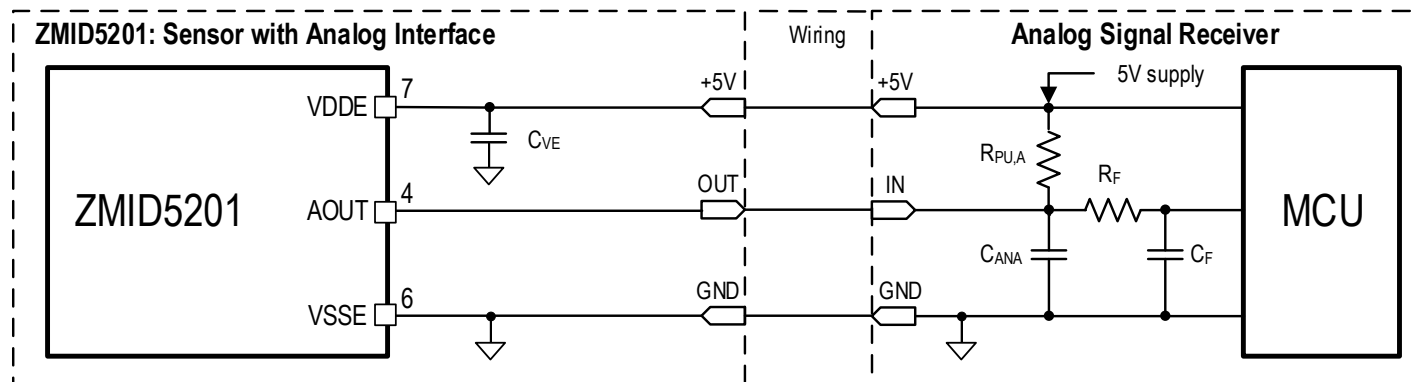 ZMID5201: Sensor with Analog Interface
Wiring
Analog Signal Receiver
7
+5V
+5V
5V supply
VDDE
CVE
RPU,A
RF
4
OUT
IN
ZMID5201
AOUT
MCU
CANA
CF
6
GND
GND
VSSE